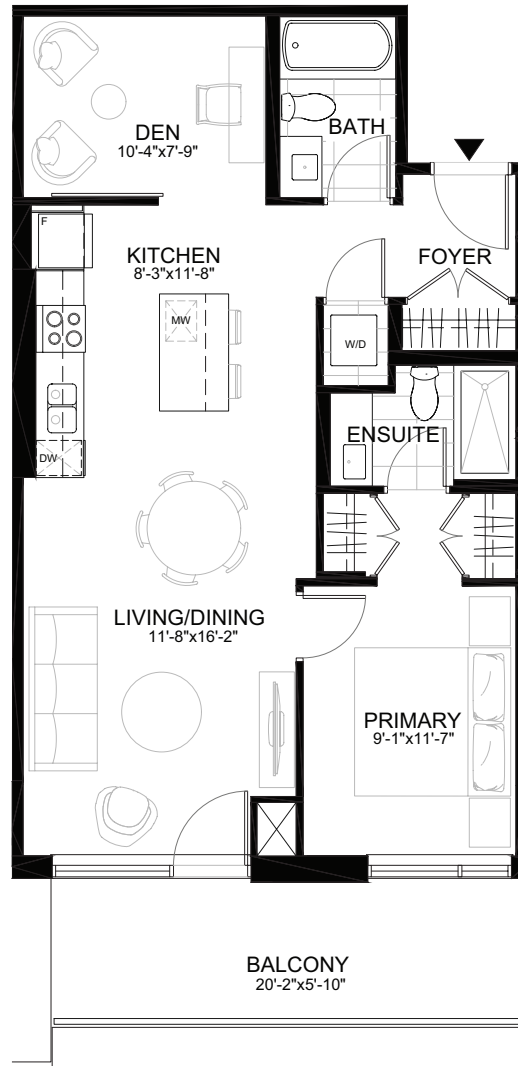 DEN
10'-4"x7'-9"
BATH
F
KITCHEN
8'-3"x11'-8"
FOYER
MW
W/D
ENSUITE
DW
LIVING/DINING
11'-8"x16'-2"
PRIMARY
9'-1"x11'-7"
BALCONY
20'-2"x5'-10"